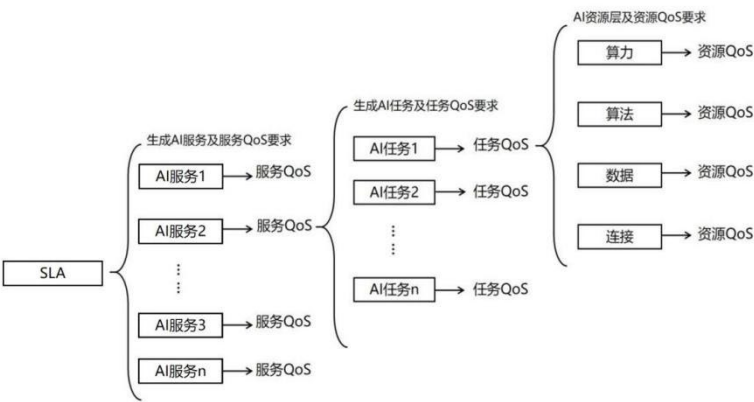 SLA
生成AI服务及服务QoS要求
AI服务1 服务QoS
AI服务2 服务QoS
AI服务3 服务QoS
AI服务n 服务QoS
生成AI任务及任务QoS要求
AI任务1 任务QoS
AI任务2 任务QoS
AI任务n 任务QoS
AI资源层及资源QoS要求
算力 资源QoS
算法 资源QoS
数据 资源QoS
连接 资源QoS